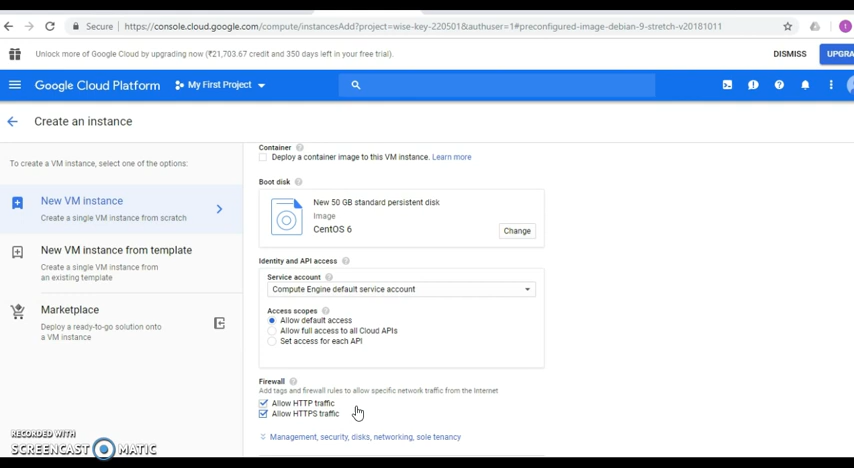 Secure
https://console.cloud.google.com/compute/instancesAdd?project=wise-key-220501&authuser=1#preconfigured-image-debian-9-stretch-v20181011
1
Unlock more of Google Cloud by upgrading now (₹21,703.67 credit and 350 days left in your free trial).
DISMISS
UPGRA
Google Cloud Platform
My First Project
Create an instance
To create a VM instance, select one of the options:
New VM instance
Create a single VM instance from scratch
New VM instance from template
Create a single VM instance from
an existing template
Marketplace
Deploy a ready-to-go solution onto
a VM instance
Container
Deploy a container image to this VM instance. Learn more
Boot disk
New 50 GB standard persistent disk
Image
CentOS 6
Change
Identity and API access
Service account
Compute Engine default service account
Access scopes
Allow default access
Allow full access to all Cloud APIs
Set access for each API
Firewall
Add tags and firewall rules to allow specific network traffic from the Internet
Allow HTTP traffic
Allow HTTPS traffic
Management, security, disks, networking, sole tenancy
RECORDED WITH
SCREENCAST MATIC